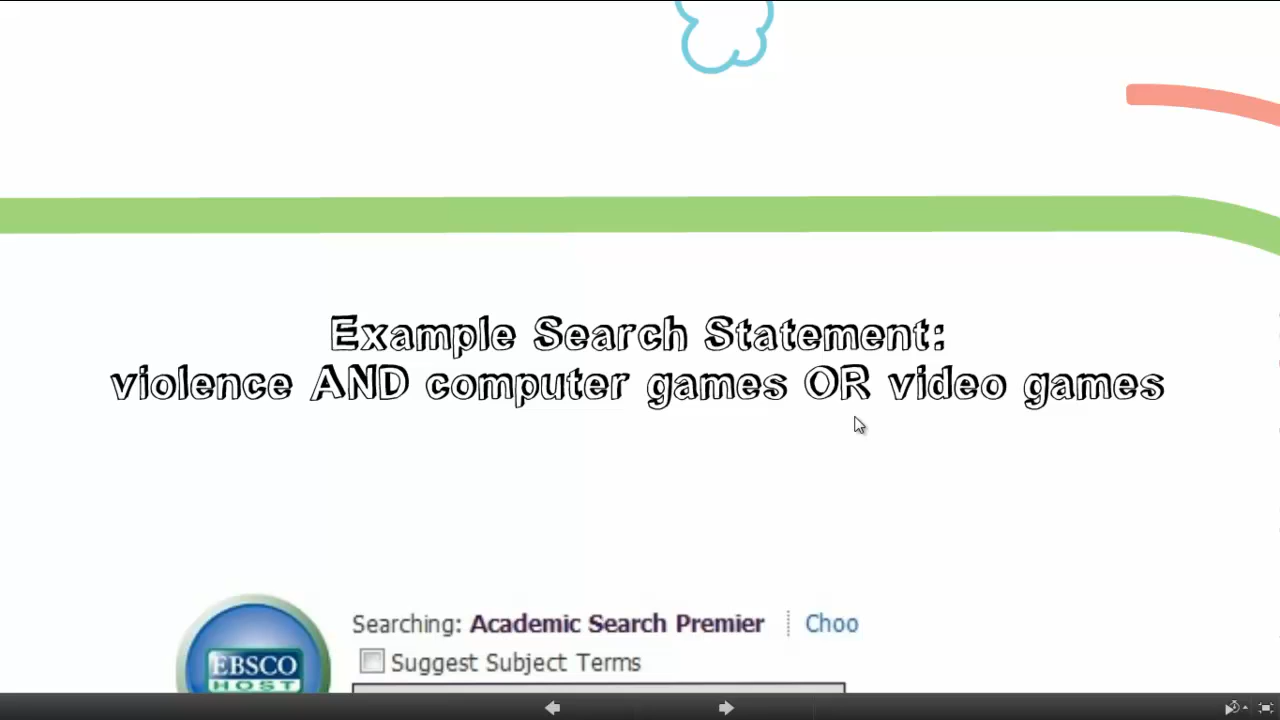 Example Search Statement:
violence AND computer games OR video games
Searching: Academic Search Premier Choo
Suggest Subject Terms
EBSCO
HOST